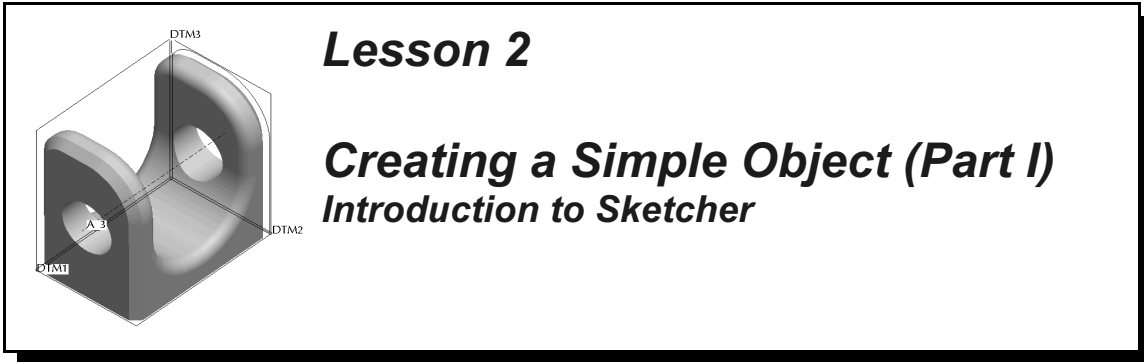 DTM3
Lesson 2
Creating a Simple Object (Part I)
Introduction to Sketcher
A_3
DTM2
DTM1